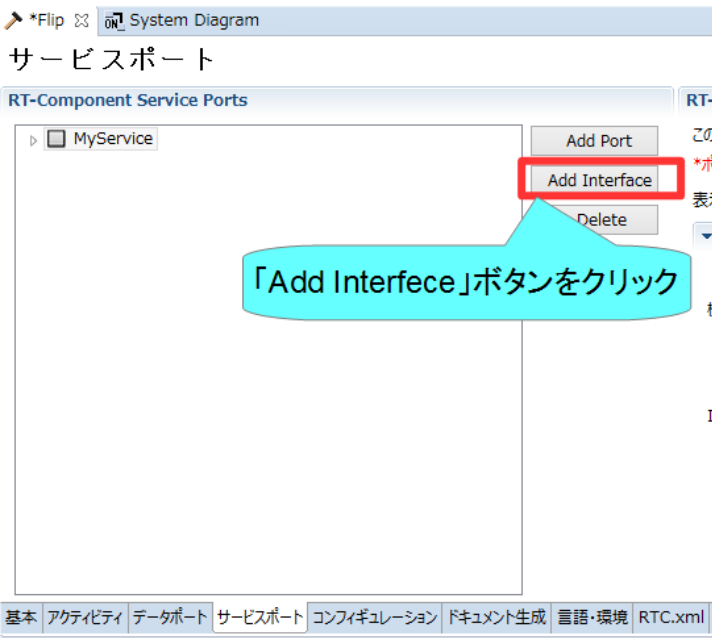 *Flip System Diagram
サービスポート
RT-Component Service Ports
RT-
MyService
Add Port
Add Interface
Delete
「Add Interfece」ボタンをクリック
この
*ポ
表示
基本 アクティビティ データポート サービスポート コンフィギュレーション ドキュメント生成 言語・環境 RTC.xml